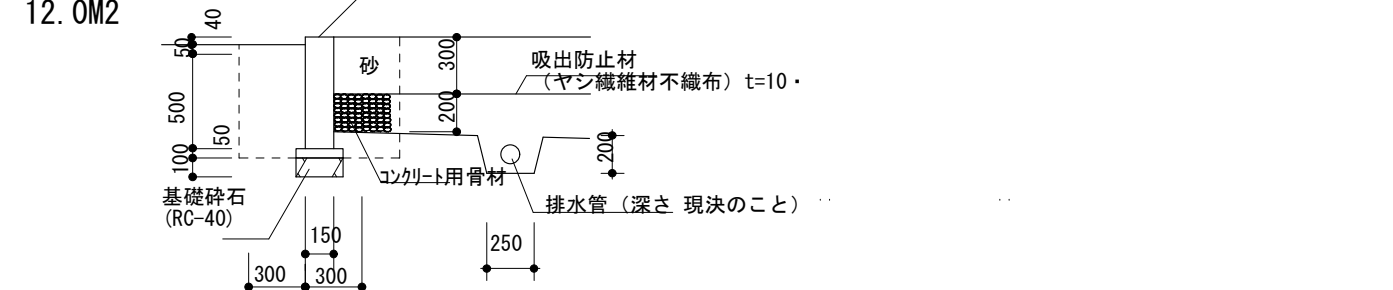 12.0M2
40
50
砂
300
吸出防止材
(ヤシ繊維材不織布) t=10・
500
200
50
100
200
コンクリート用骨材
基礎砕石
(RC-40)
排水管（深さ 現決のこと）
150
250
300
300